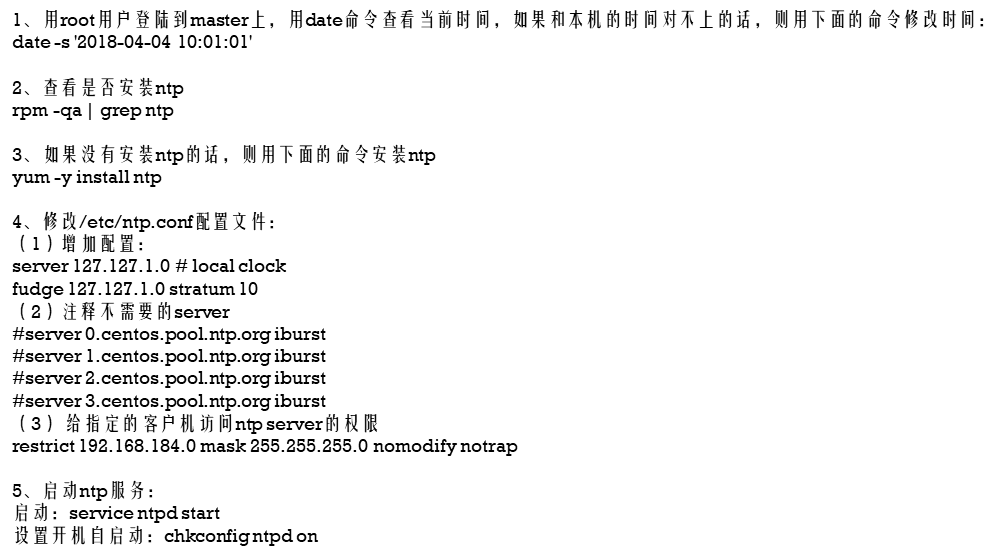 1、用root用户登陆到master上，用date命令查看当前时间，如果和本机的时间对不上的话，则用下面的命令修改时间：
date -s '2018-04-04 10:01:01'
2、查看是否安装ntp
rpm -qa | grep ntp
3、如果没有安装ntp的话，则用下面的命令安装ntp
yum -y install ntp
4、修改/etc/ntp.conf配置文件：
（1）增加配置：
server 127.127.1.0 # local clock
fudge 127.127.1.0 stratum 10
（2）注释不需要的server
#server 0.centos.pool.ntp.org iburst
#server 1.centos.pool.ntp.org iburst
#server 2.centos.pool.ntp.org iburst
#server 3.centos.pool.ntp.org iburst
（3）给指定的客户机访问ntp server的权限
restrict 192.168.184.0 mask 255.255.255.0 nomodify notrap
5、启动ntp服务：
启动：service ntpd start
设置开机自启动：chkconfig ntpd on